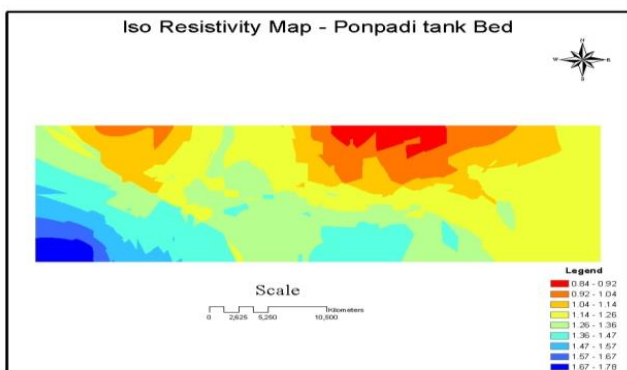 Iso Resistivity Map - Ponpadi tank Bed
N
W
S
Scale
Kilometers
0 2,625 5,250 10,500
Legend
0.84 - 0.92
0.92 - 1.04
1.04 - 1.14
1.14 - 1.26
1.26 - 1.36
1.36 - 1.47
1.47 - 1.57
1.57 - 1.67
1.67 - 1.78